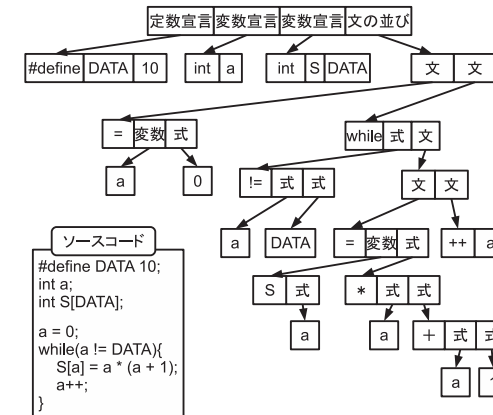 定数宣言 変数宣言 変数宣言 文の並び
#define DATA 10 int a int S DATA 文 文
= 変数 式 while 式 文
a 0 != 式 式 文 文
a DATA = 変数 式 ++ a
S 式 * 式 式
a a + 式 式
a 1
ソースコード
#define DATA 10;
int a;
int S[DATA];
a = 0;
while(a != DATA){
S[a] = a * (a + 1);
a++;
}